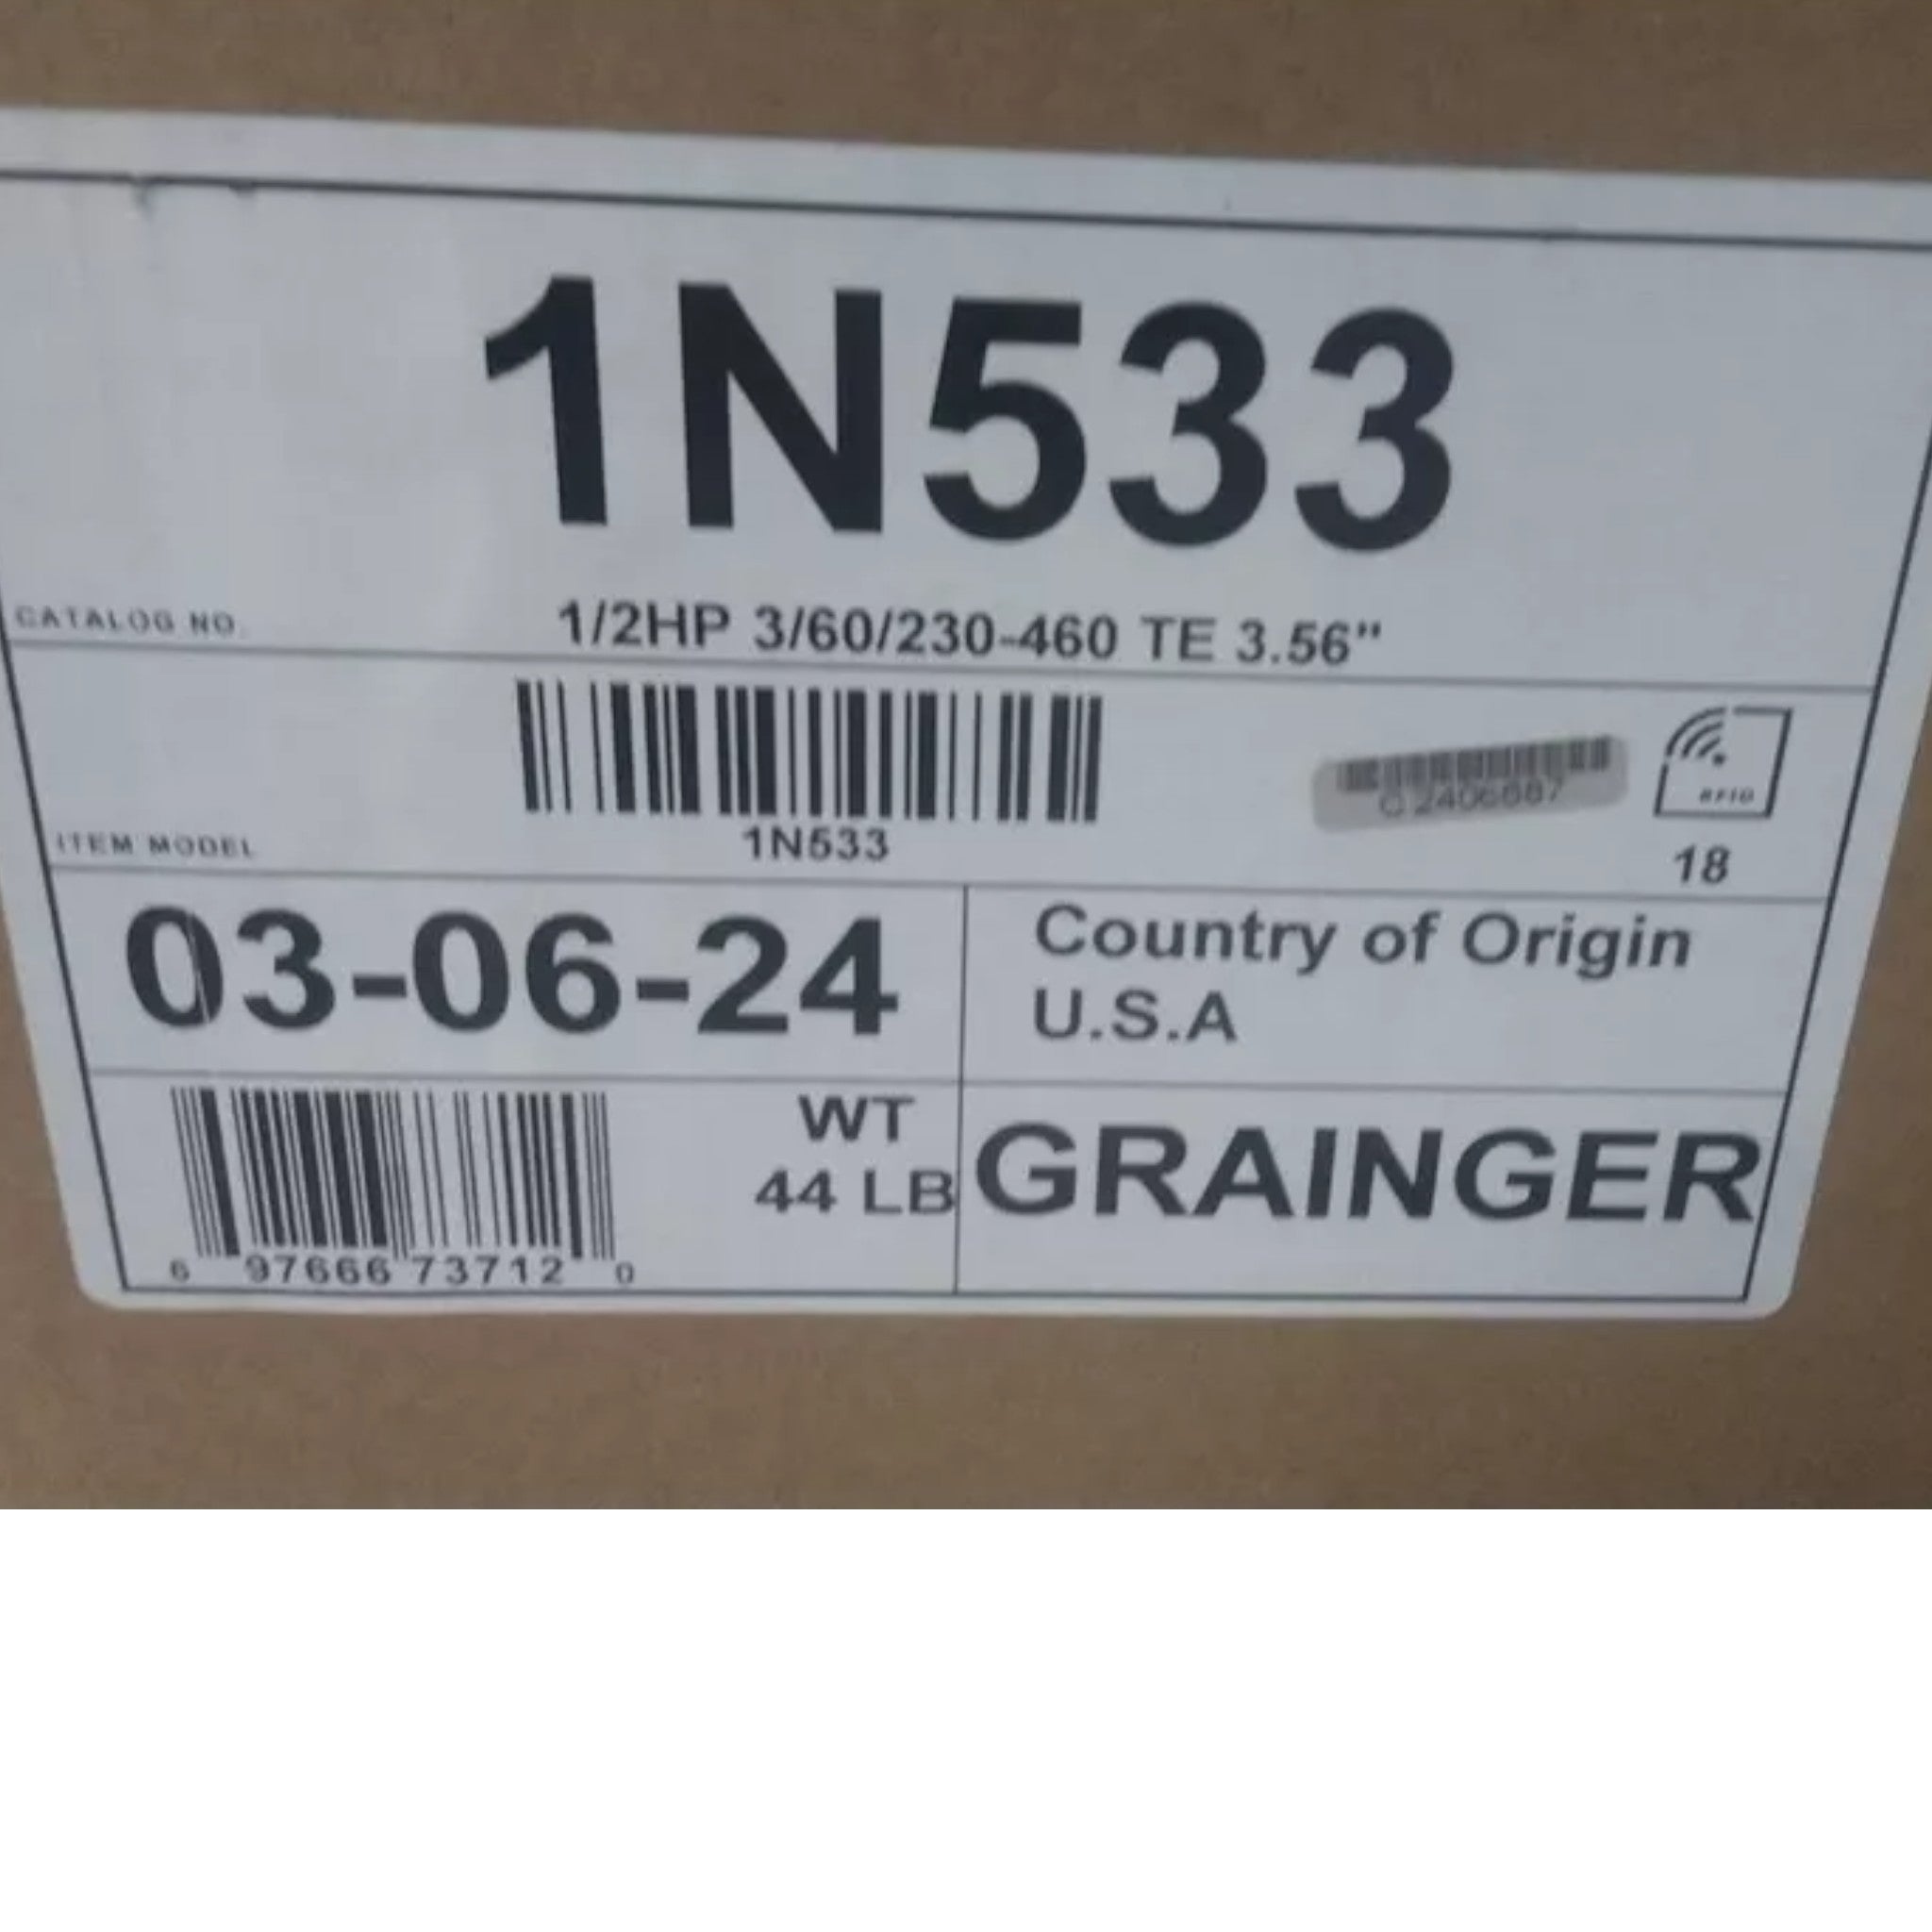 1N533
CATALOG NO.
1/2HP 3/60/230-460 TE 3.56"
1N533
ITEM MODEL
C 2406687
RFID
18
03-06-24
Country of Origin
U.S.A
6 97666 73712 0
WT
44 LB
GRAINGER